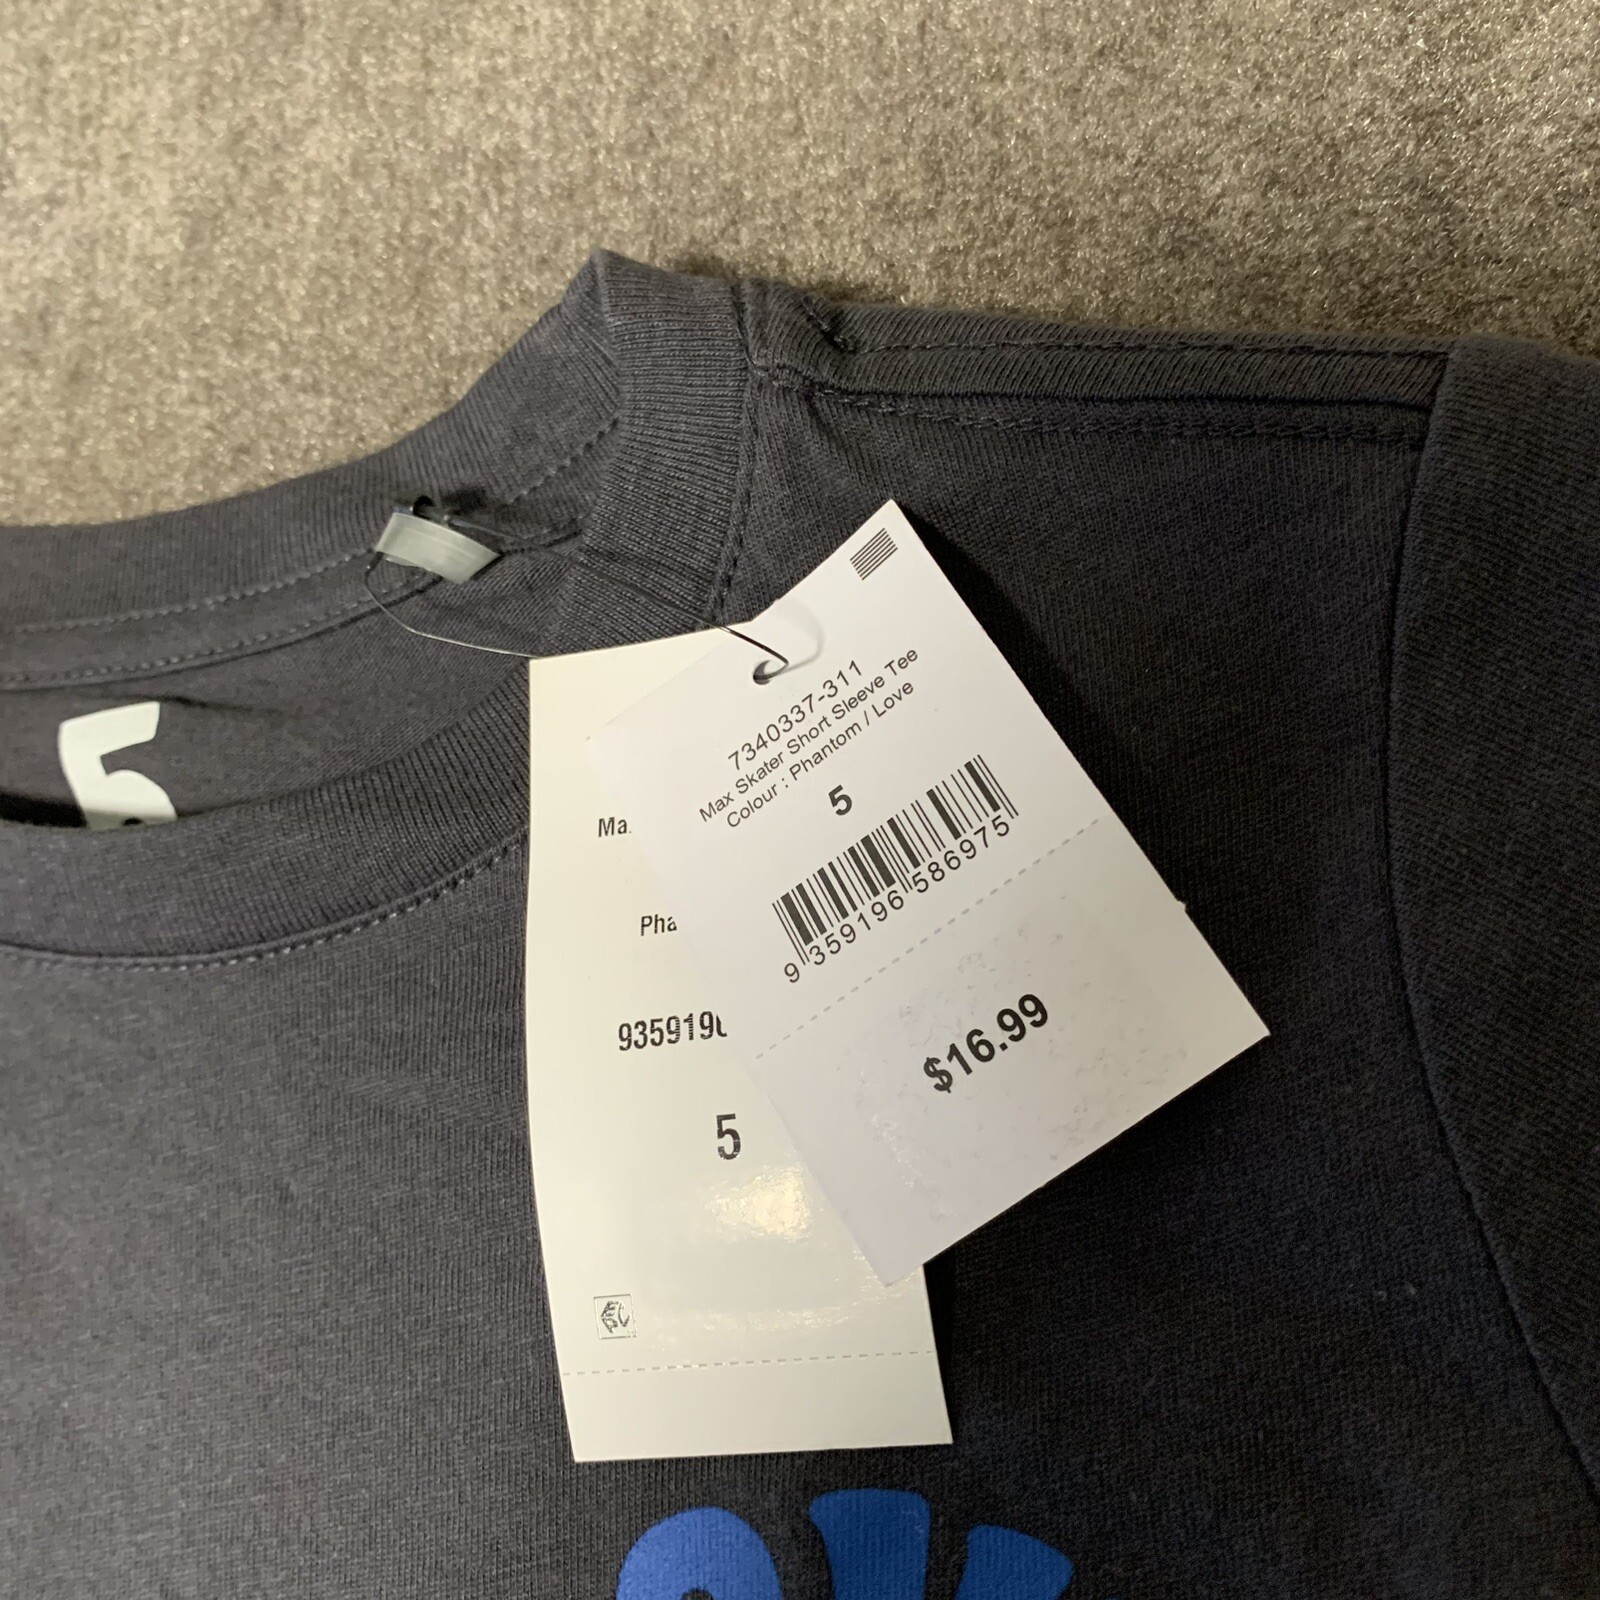 7340337-311
Max Skater Short Sleeve Tee
Colour : Phantom / Love
5
9 359196 586975
$16.99
Ma
Pha
935919
5
5